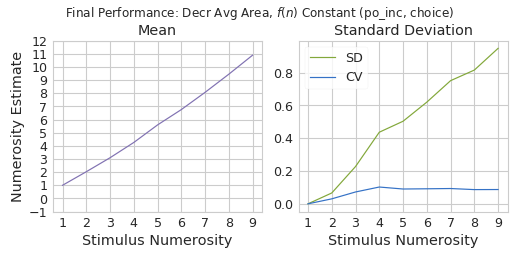 Final Performance: Decr Avg Area, f(n) Constant (po_inc, choice)
Mean
Standard Deviation
Numerosity Estimate
12
11
10
9
8
7
6
5
4
3
2
1
0
−1
1 2 3 4 5 6 7 8 9
Stimulus Numerosity
SD
CV
0.8
0.6
0.4
0.2
0.0
1 2 3 4 5 6 7 8 9
Stimulus Numerosity